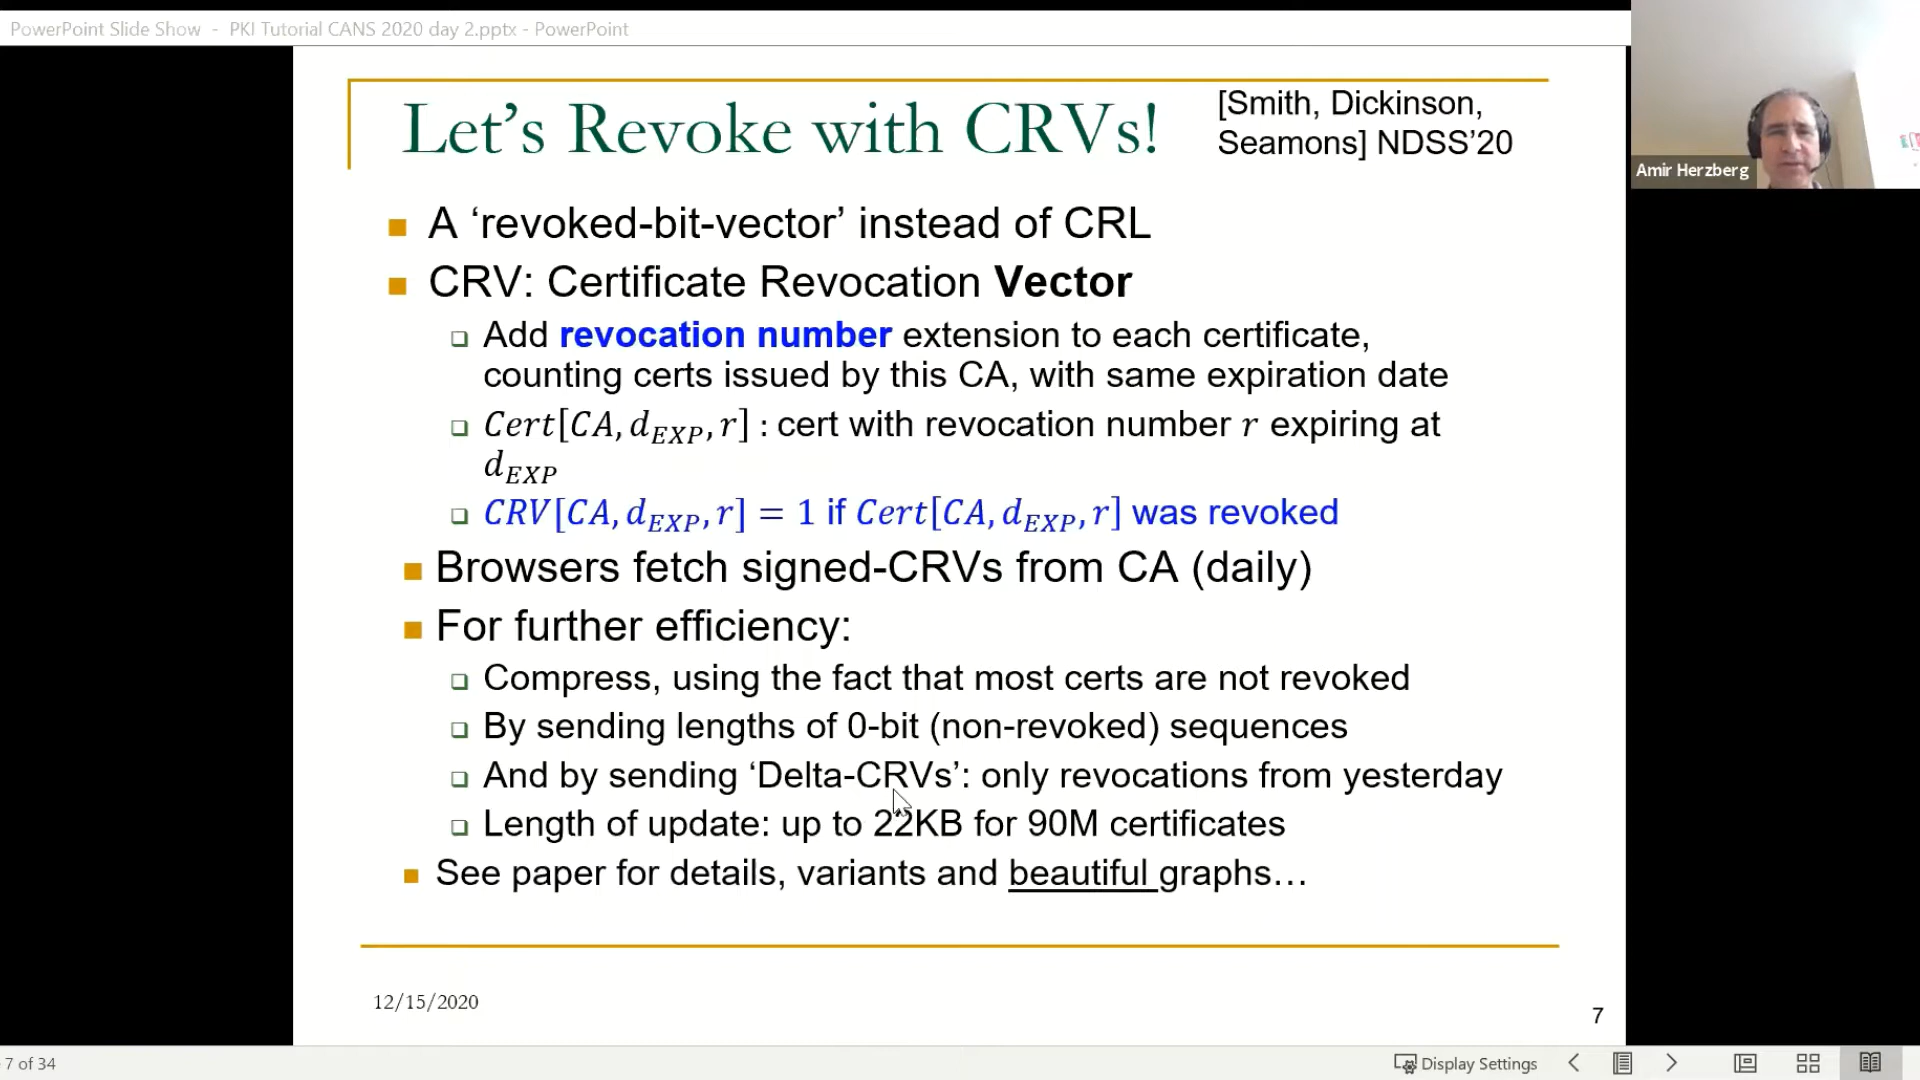 PowerPoint Slide Show - PKI Tutorial CANS 2020 day 2.pptx - PowerPoint
Let’s Revoke with CRVs!
[Smith, Dickinson,
Seamons] NDSS’20
Amir Herzberg
A ‘revoked-bit-vector’ instead of CRL
CRV: Certificate Revocation Vector
Add revocation number extension to each certificate,
counting certs issued by this CA, with same expiration date
Cert[CA, d_EXP, r] : cert with revocation number r expiring at
d_EXP
CRV[CA, d_EXP, r] = 1 if Cert[CA, d_EXP, r] was revoked
Browsers fetch signed-CRVs from CA (daily)
For further efficiency:
Compress, using the fact that most certs are not revoked
By sending lengths of 0-bit (non-revoked) sequences
And by sending ‘Delta-CRVs’: only revocations from yesterday
Length of update: up to 22KB for 90M certificates
See paper for details, variants and beautiful graphs…
12/15/2020
7
7 of 34
Display Settings